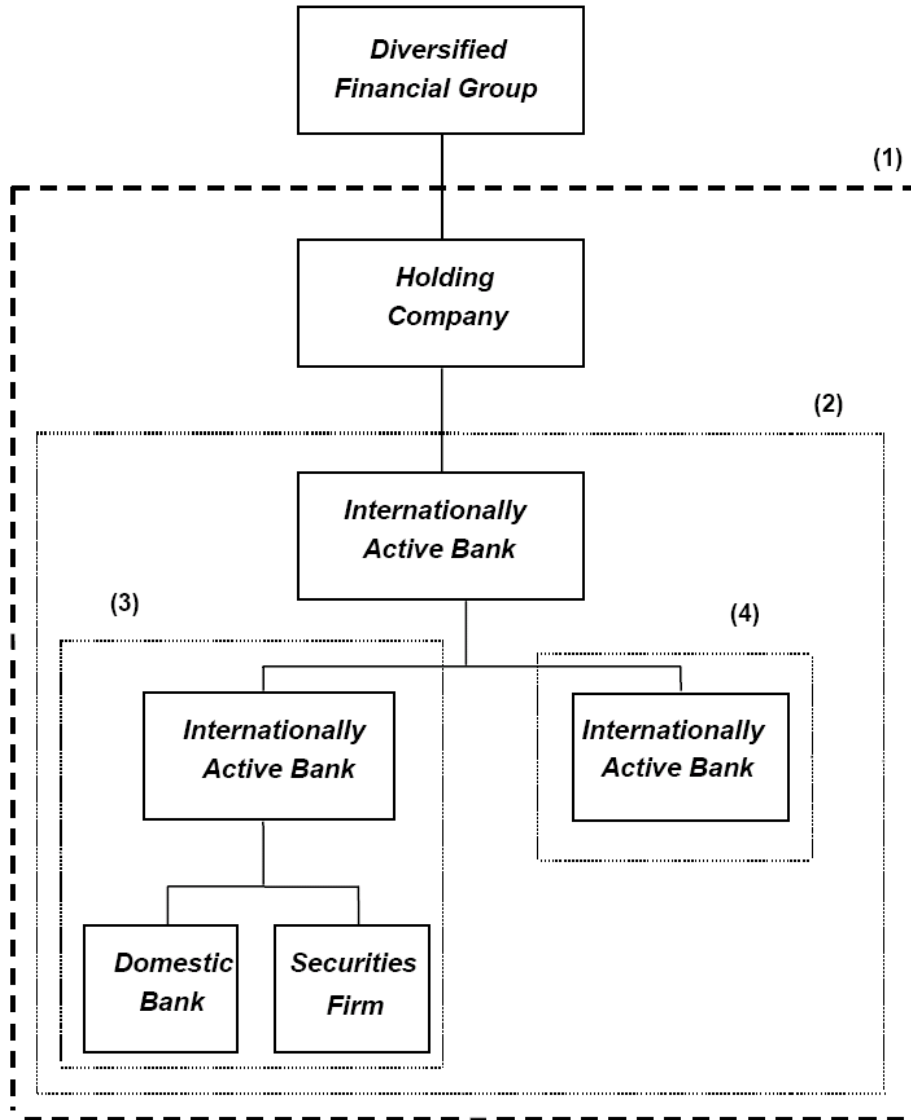 Diversified
Financial Group
(1)
Holding
Company
(2)
Internationally
Active Bank
(3)
(4)
Internationally
Active Bank
Internationally
Active Bank
Domestic
Bank
Securities
Firm